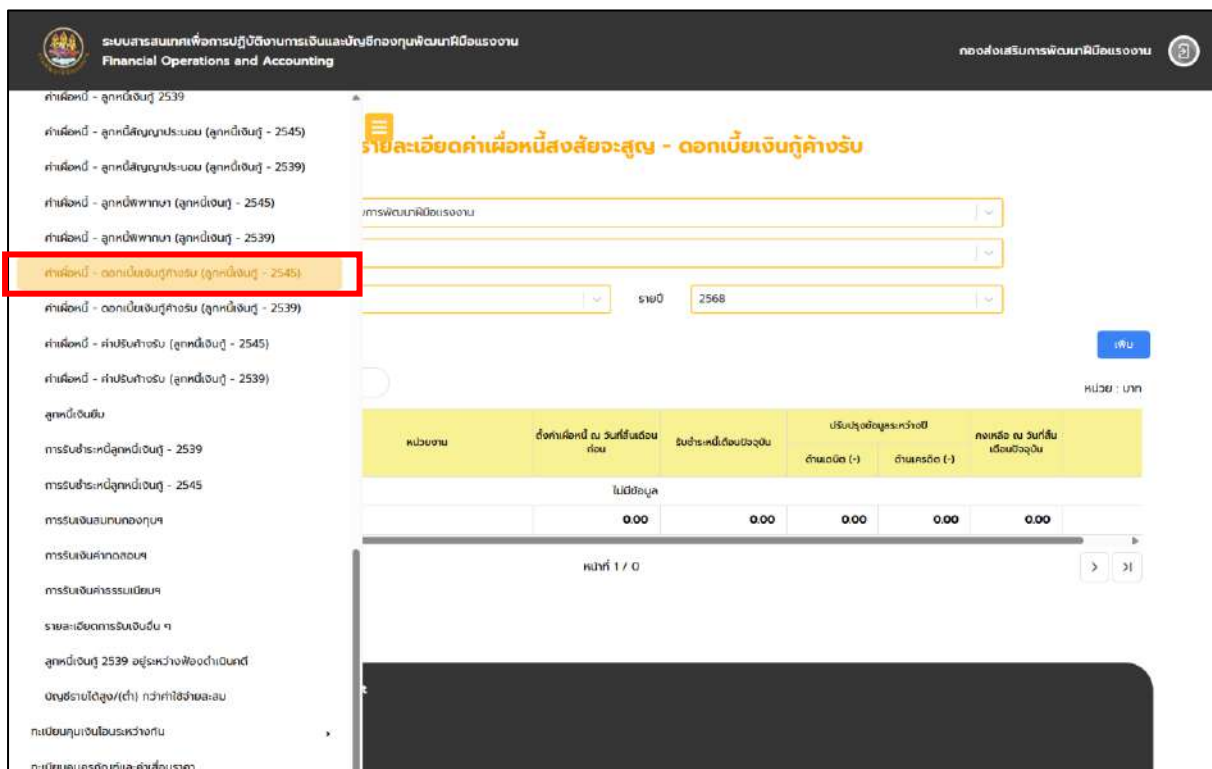 ระบบสารสนเทศเพื่อการปฏิบัติงานการเงินและบัญชีกองทุนพัฒนาฝีมือแรงงาน
Financial Operations and Accounting
กองส่งเสริมการพัฒนาฝีมือแรงงาน
ค่าเผื่อหนี้ - ลูกหนี้เงินกู้ 2539
ค่าเผื่อหนี้ - ลูกหนี้สัญญาประนอม (ลูกหนี้เงินกู้ - 2545)
ค่าเผื่อหนี้ - ลูกหนี้สัญญาประนอม (ลูกหนี้เงินกู้ - 2539)
ค่าเผื่อหนี้ - ลูกหนี้พิพากษา (ลูกหนี้เงินกู้ - 2545)
ค่าเผื่อหนี้ - ลูกหนี้พิพากษา (ลูกหนี้เงินกู้ - 2539)
ค่าเผื่อหนี้ - ดอกเบี้ยเงินกู้ค้างรับ (ลูกหนี้เงินกู้ - 2545)
ค่าเผื่อหนี้ - ดอกเบี้ยเงินกู้ค้างรับ (ลูกหนี้เงินกู้ - 2539)
ค่าเผื่อหนี้ - ค่าปรับค้างรับ (ลูกหนี้เงินกู้ - 2545)
ค่าเผื่อหนี้ - ค่าปรับค้างรับ (ลูกหนี้เงินกู้ - 2539)
ลูกหนี้เงินยืม
การรับชำระหนี้ลูกหนี้เงินกู้ - 2539
การรับชำระหนี้ลูกหนี้เงินกู้ - 2545
การรับเงินสมทบกองทุนฯ
การรับเงินค่าทดสอบฯ
การรับเงินค่าธรรมเนียมฯ
รายละเอียดการรับเงินอื่น ๆ
ลูกหนี้เงินกู้ 2539 อยู่ระหว่างฟ้องดำเนินคดี
บัญชีรายได้สูง/(ต่ำ) กว่าค่าใช้จ่ายสะสม
ทะเบียนคุมเงินโอนระหว่างกัน
ทะเบียนคุมครุภัณฑ์และค่าเสื่อมราคา
รายละเอียดค่าเผื่อหนี้สงสัยจะสูญ - ดอกเบี้ยเงินกู้ค้างรับ
การพัฒนาฝีมือแรงงาน
รายปี 2568
เพิ่ม
หน่วย : บาท
หน่วยงาน ตั้งค่าเผื่อหนี้ ณ วันที่สิ้นเดือนก่อน รับชำระหนี้เดือนปัจจุบัน ปรับปรุงข้อมูลระหว่างปี คงเหลือ ณ วันที่สิ้นเดือนปัจจุบัน
ด้านเดบิต (-) ด้านเครดิต (-)
ไม่มีข้อมูล
0.00 0.00 0.00 0.00 0.00
หน้าที่ 1 / 0